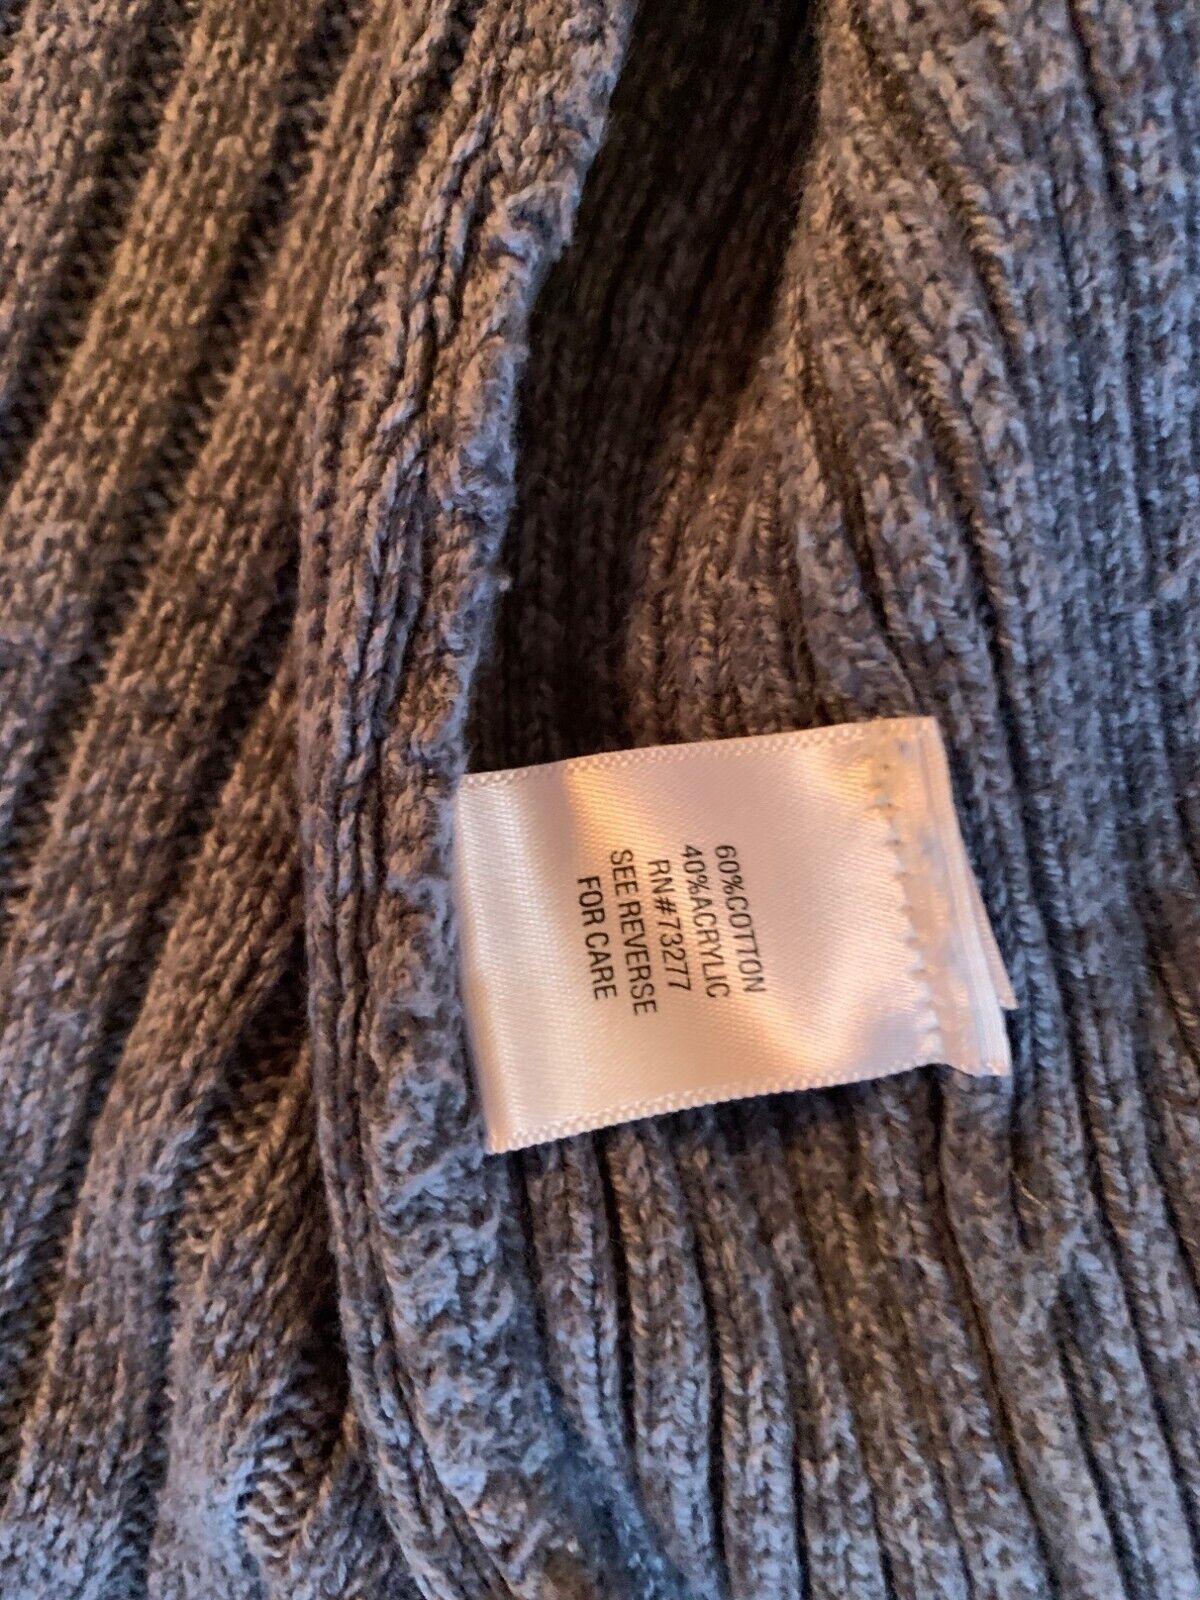 60%COTTON
40%ACRYLIC
RN#73277
SEE REVERSE
FOR CARE